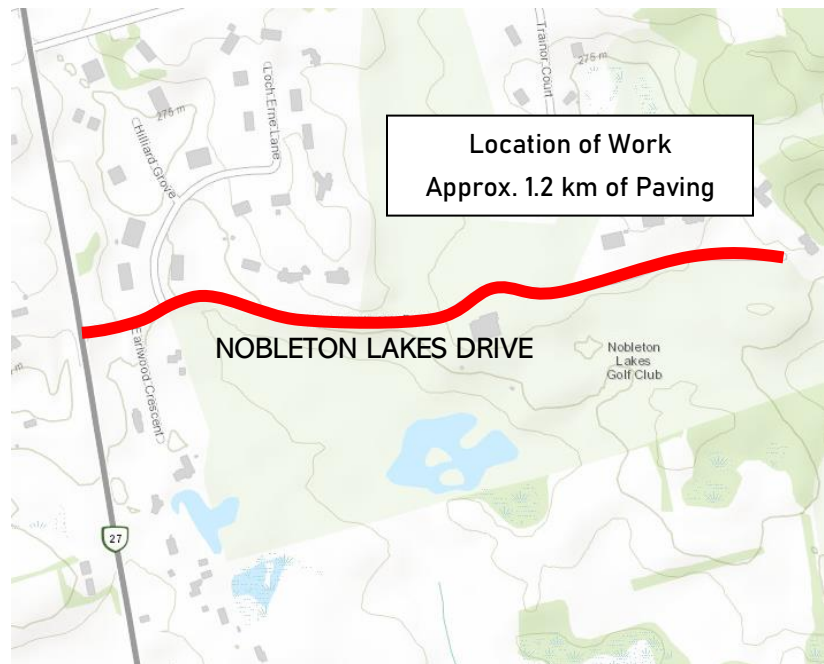 Trainor Court
275 m
Loch Erne Lane
275 m
Hilliard Grove
Location of Work
Approx. 1.2 km of Paving
NOBLETON LAKES DRIVE
Earlwood Crescent
Nobleton
Lakes
Golf Club
m
27